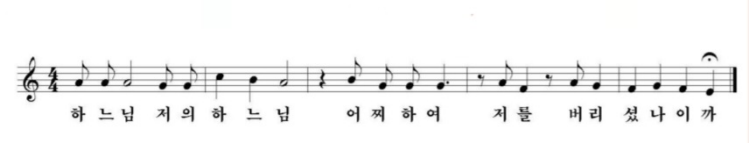 하 느 님 저 의 하 느 님 어 찌 하 여 저 를 버 리 셨 나 이 까